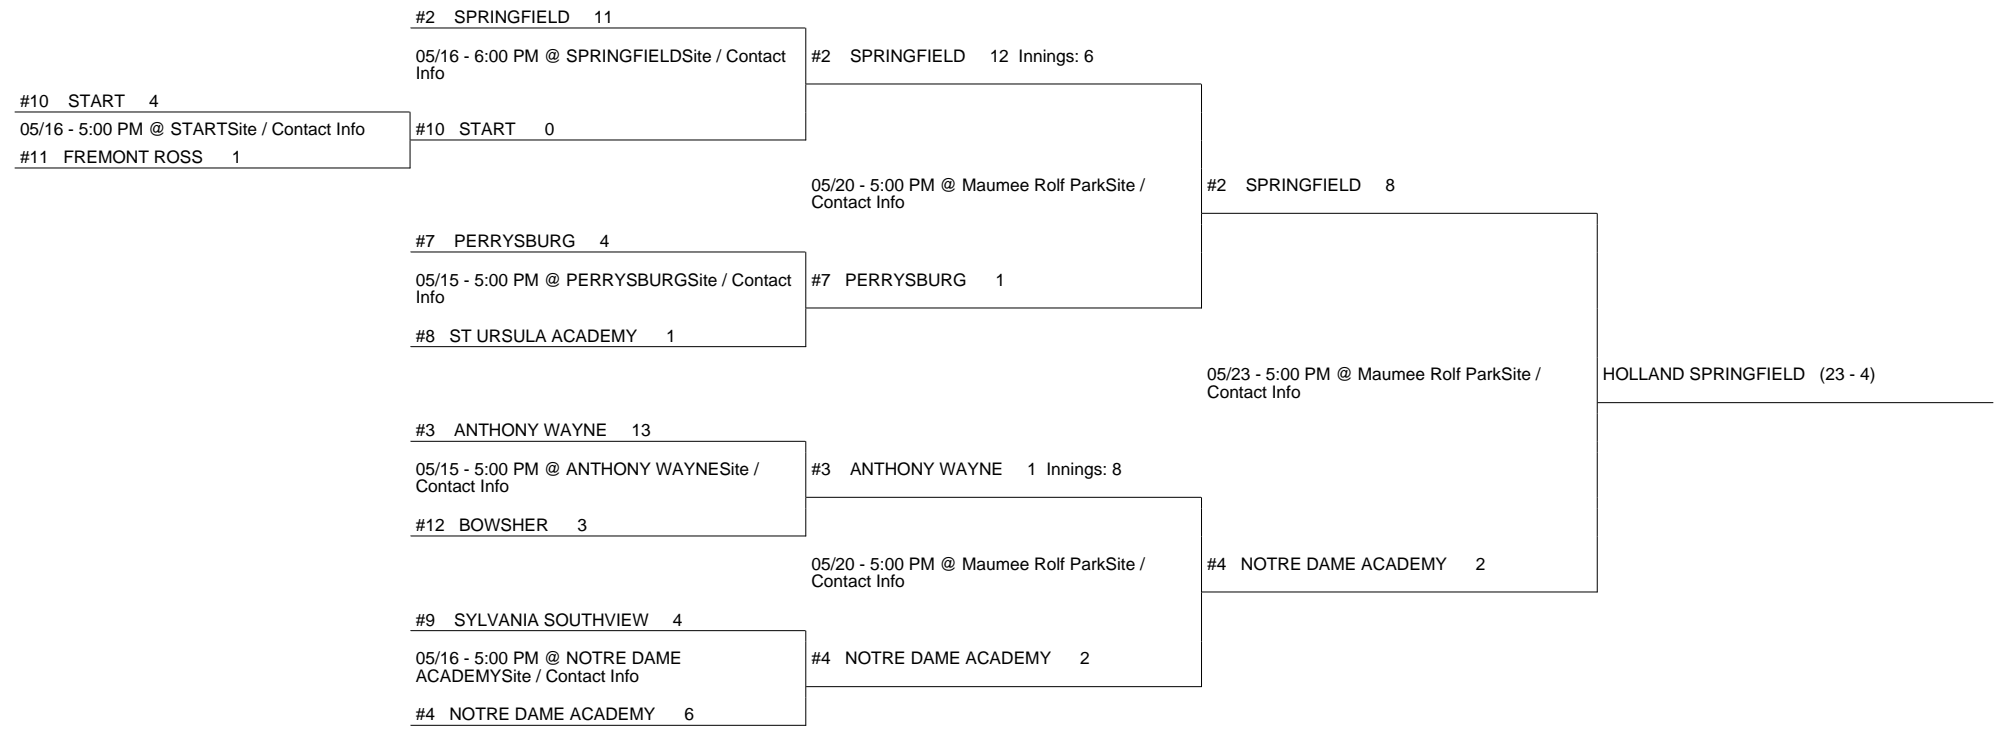 #2 SPRINGFIELD 11
05/16 - 6:00 PM @ SPRINGFIELDSite / Contact
Info
#2 SPRINGFIELD 12 Innings: 6
#10 START 4
05/16 - 5:00 PM @ STARTSite / Contact Info
#11 FREMONT ROSS 1
#10 START 0
05/20 - 5:00 PM @ Maumee Rolf ParkSite /
Contact Info
#2 SPRINGFIELD 8
#7 PERRYSBURG 4
05/15 - 5:00 PM @ PERRYSBURGSite / Contact
Info
#7 PERRYSBURG 1
#8 ST URSULA ACADEMY 1
05/23 - 5:00 PM @ Maumee Rolf ParkSite /
Contact Info
HOLLAND SPRINGFIELD (23 - 4)
#3 ANTHONY WAYNE 13
05/15 - 5:00 PM @ ANTHONY WAYNESite /
Contact Info
#3 ANTHONY WAYNE 1 Innings: 8
#12 BOWSHER 3
05/20 - 5:00 PM @ Maumee Rolf ParkSite /
Contact Info
#4 NOTRE DAME ACADEMY 2
#9 SYLVANIA SOUTHVIEW 4
05/16 - 5:00 PM @ NOTRE DAME
ACADEMYSite / Contact Info
#4 NOTRE DAME ACADEMY 2
#4 NOTRE DAME ACADEMY 6